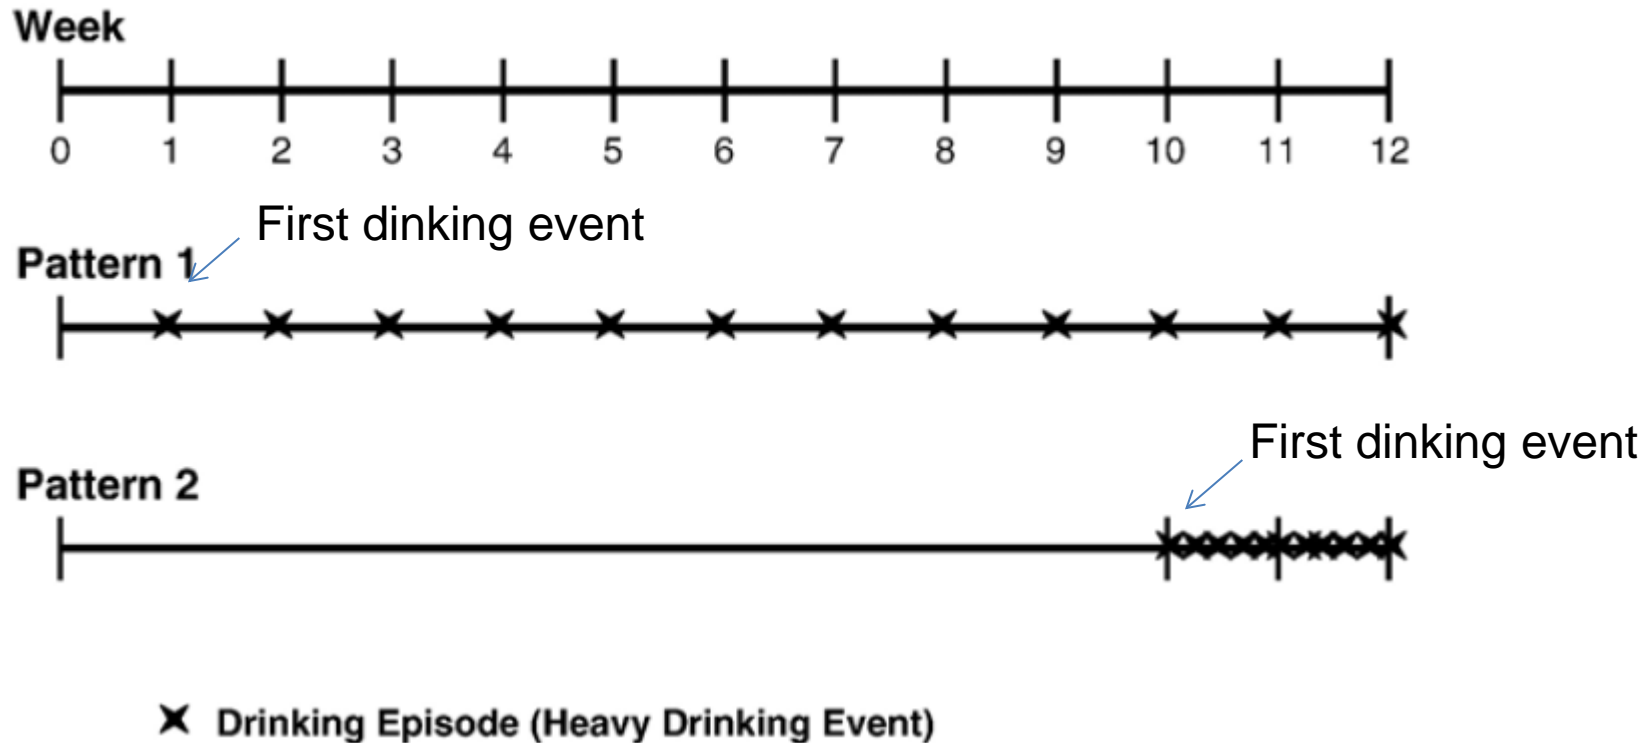 Week
0 1 2 3 4 5 6 7 8 9 10 11 12
First dinking event
Pattern 1
First dinking event
Pattern 2
Drinking Episode (Heavy Drinking Event)